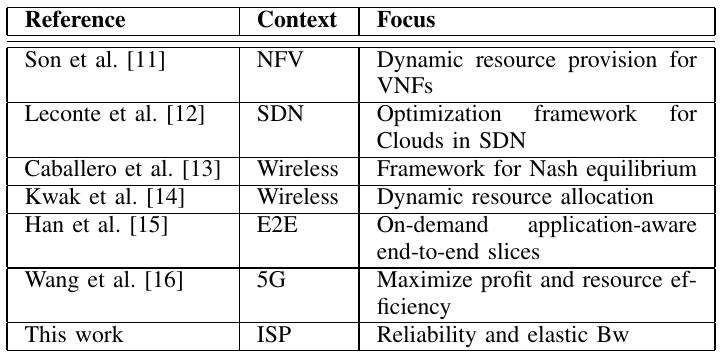 Reference Context Focus
Son et al. [11] NFV Dynamic resource provision for
VNFs
Leconte et al. [12] SDN Optimization framework for
Clouds in SDN
Caballero et al. [13] Wireless Framework for Nash equilibrium
Kwak et al. [14] Wireless Dynamic resource allocation
Han et al. [15] E2E On-demand application-aware
end-to-end slices
Wang et al. [16] 5G Maximize profit and resource ef-
ficiency
This work ISP Reliability and elastic Bw